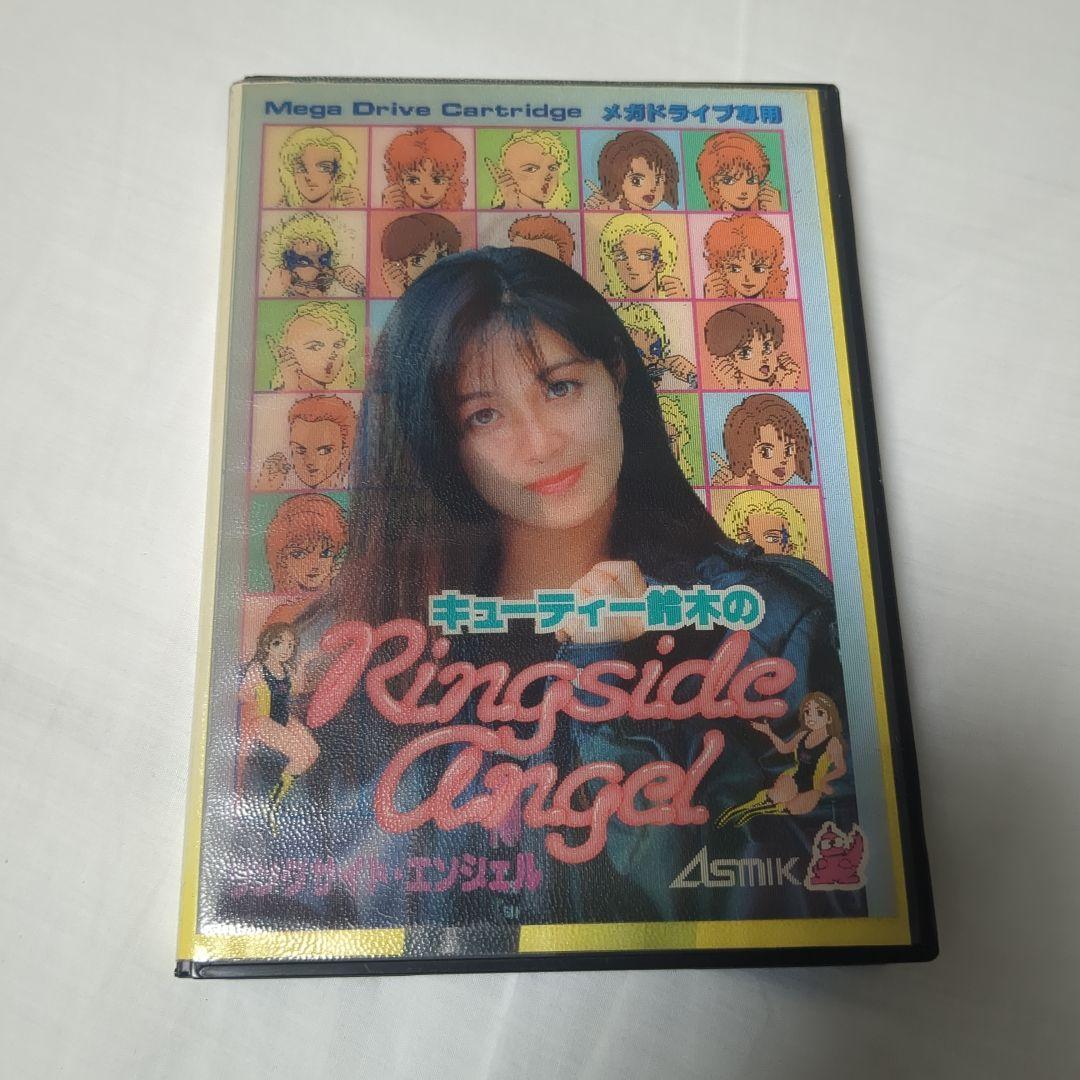 Mega Drive Cartridge メガドライブ専用
キューティー鈴木の
Ringside
Angel
リングサイド・エンジェル
ASMIK